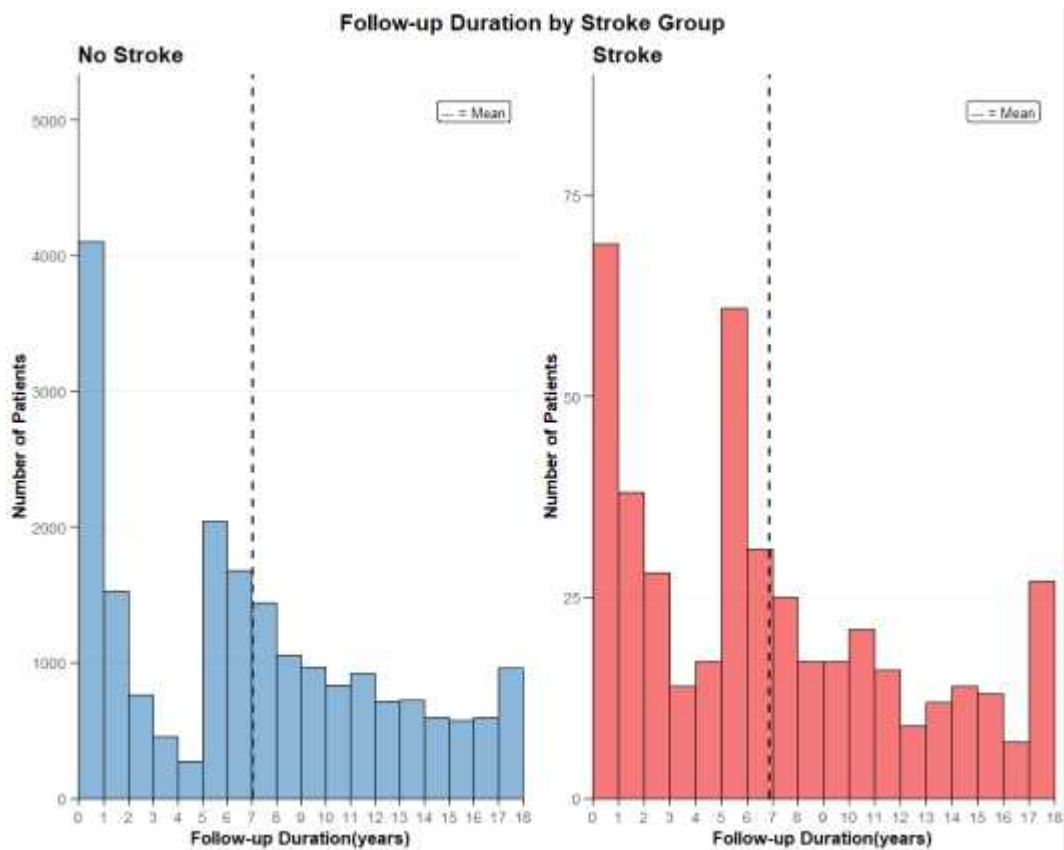 Follow-up Duration by Stroke Group
No Stroke
Stroke
--- = Mean
--- = Mean
5000
4000
3000
2000
1000
0
Number of Patients
0 1 2 3 4 5 6 7 8 9 10 11 12 13 14 15 16 17 18
Follow-up Duration(years)
75
50
25
0
Number of Patients
0 1 2 3 4 5 6 7 8 9 10 11 12 13 14 15 16 17 18
Follow-up Duration(years)